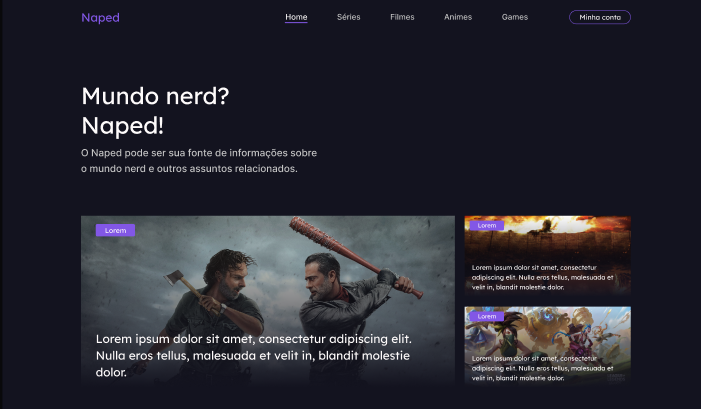 Naped
Home
Séries
Filmes
Animes
Games
Minha conta
Mundo nerd?
Naped!
O Naped pode ser sua fonte de informações sobre
o mundo nerd e outros assuntos relacionados.
Lorem
Lorem ipsum dolor sit amet, consectetur adipiscing elit.
Nulla eros tellus, malesuada et velit in, blandit molestie
dolor.
Lorem
Lorem ipsum dolor sit amet, consectetur
adipiscing elit. Nulla eros tellus, malesuada et
velit in, blandit molestie dolor.
Lorem
Lorem ipsum dolor sit amet, consectetur
adipiscing elit. Nulla eros tellus, malesuada et
velit in, blandit molestie dolor.